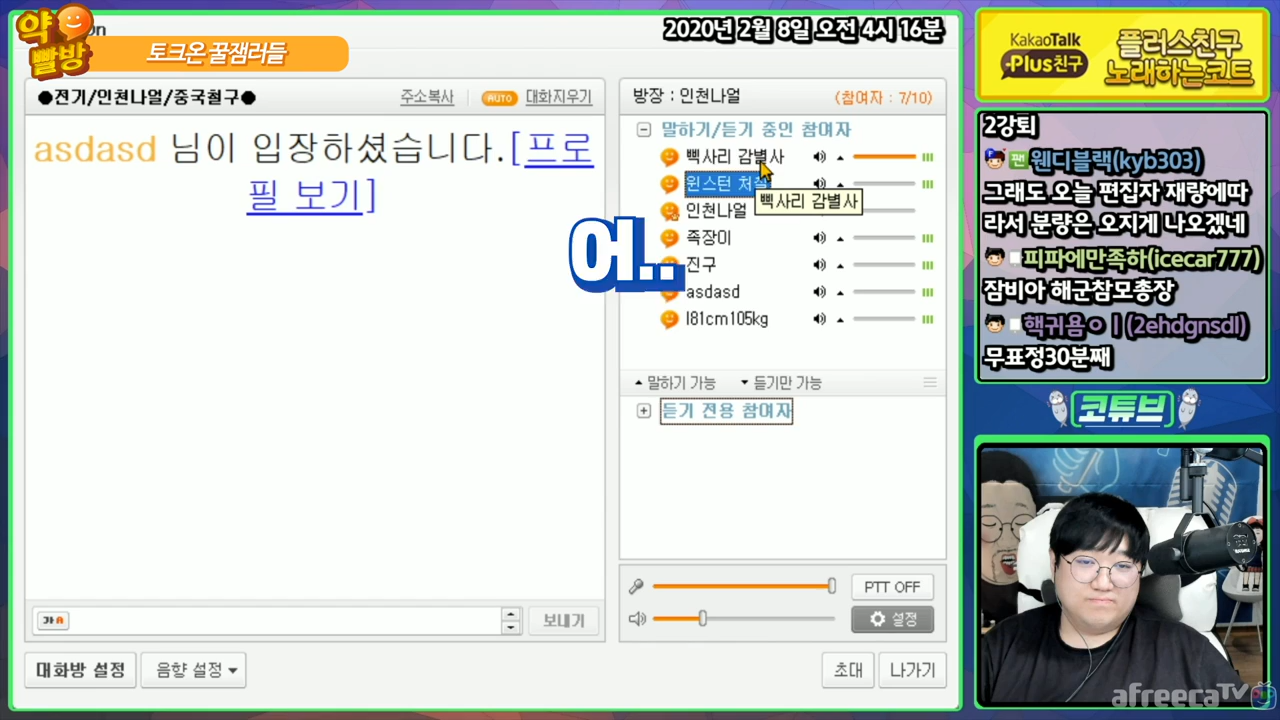 약빨방
토크온 꿀잼러들
2020년 2월 8일 오전 4시 16분
●전기/인천나얼/중국철구●
주소복사
AUTO 대화지우기
asdasd 님이 입장하셨습니다.[프로
필 보기]
어..
방장 : 인천나얼
(참여자 : 7/10)
말하기/듣기 중인 참여자
삑사리 감별사
윈스턴 처칠
삑사리 감별사
인천나얼
족장이
진구
asdasd
l81cm105kg
말하기 가능
듣기만 가능
듣기 전용 참여자
가A
보내기
PTT OFF
설정
대화방 설정
음향 설정
초대
나가기
KakaoTalk
Plus친구
플러스친구
노래하는코트
2강퇴
팬 웬디블랙(kyb303)
그래도 오늘 편집자 재량에따
라서 분량은 오지게 나오겠네
피파에만족하(icecar777)
잠비아 해군참모총장
핵귀욤ㅇㅣ(2ehdgnsdl)
무표정30분째
코튜브
afreecaTV